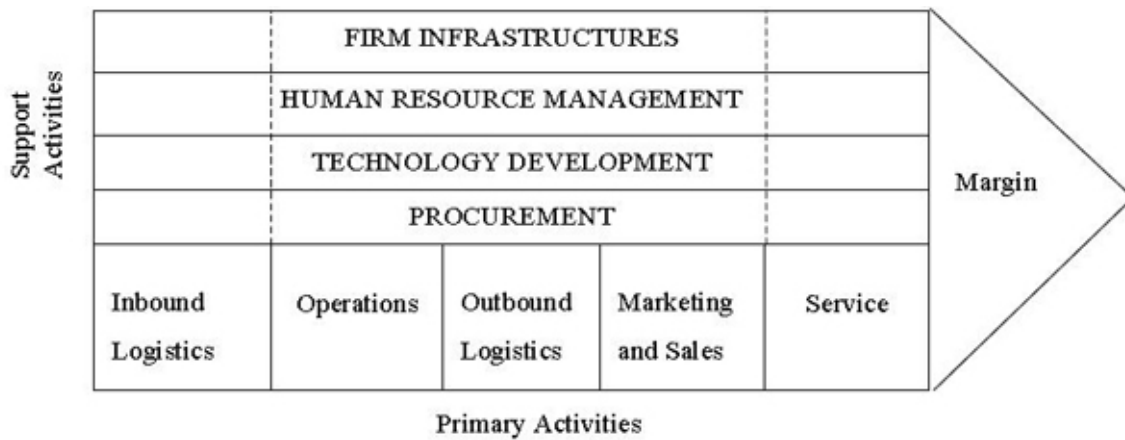 FIRM INFRASTRUCTURES
HUMAN RESOURCE MANAGEMENT
TECHNOLOGY DEVELOPMENT
PROCUREMENT
Support
Activities
Margin
Inbound
Logistics
Operations
Outbound
Logistics
Marketing
and Sales
Service
Primary Activities